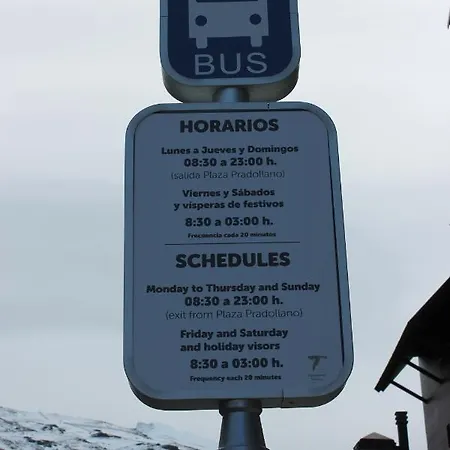 BUS
HORARIOS
Lunes a Jueves y Domingos
08:30 a 23:00 h.
(salida Plaza Pradollano)
Viernes y Sábados
y vísperas de festivos
8:30 a 03:00 h.
Frecuencia cada 20 minutos
SCHEDULES
Monday to Thursday and Sunday
08:30 a 23:00 h.
(exit from Plaza Pradollano)
Friday and Saturday
and holiday visors
8:30 a 03:00 h.
Frequency each 20 minutes